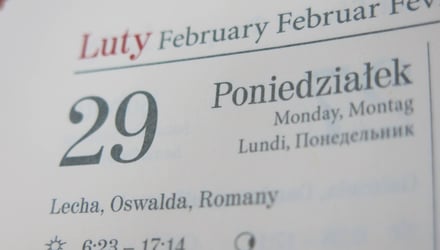 Luty February Februar
29
Poniedziałek
Monday, Montag
Lundi, Понедельник
Lecha, Oswalda, Romany
6:23 – 17:14